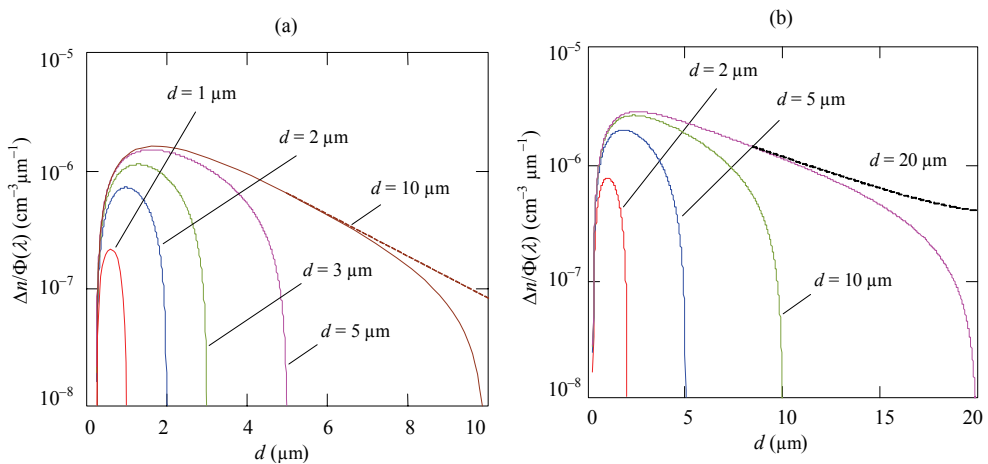 (a)
10⁻⁵
10⁻⁶
10⁻⁷
10⁻⁸
Δn/Φ(λ) (cm⁻³μm⁻¹)
d = 1 μm
d = 2 μm
d = 10 μm
d = 3 μm
d = 5 μm
0 2 4 6 8 10
d (μm)
(b)
10⁻⁵
10⁻⁶
10⁻⁷
10⁻⁸
Δn/Φ(λ) (cm⁻³ μm⁻¹)
d = 2 μm
d = 5 μm
d = 20 μm
d = 10 μm
0 5 10 15 20
d (μm)